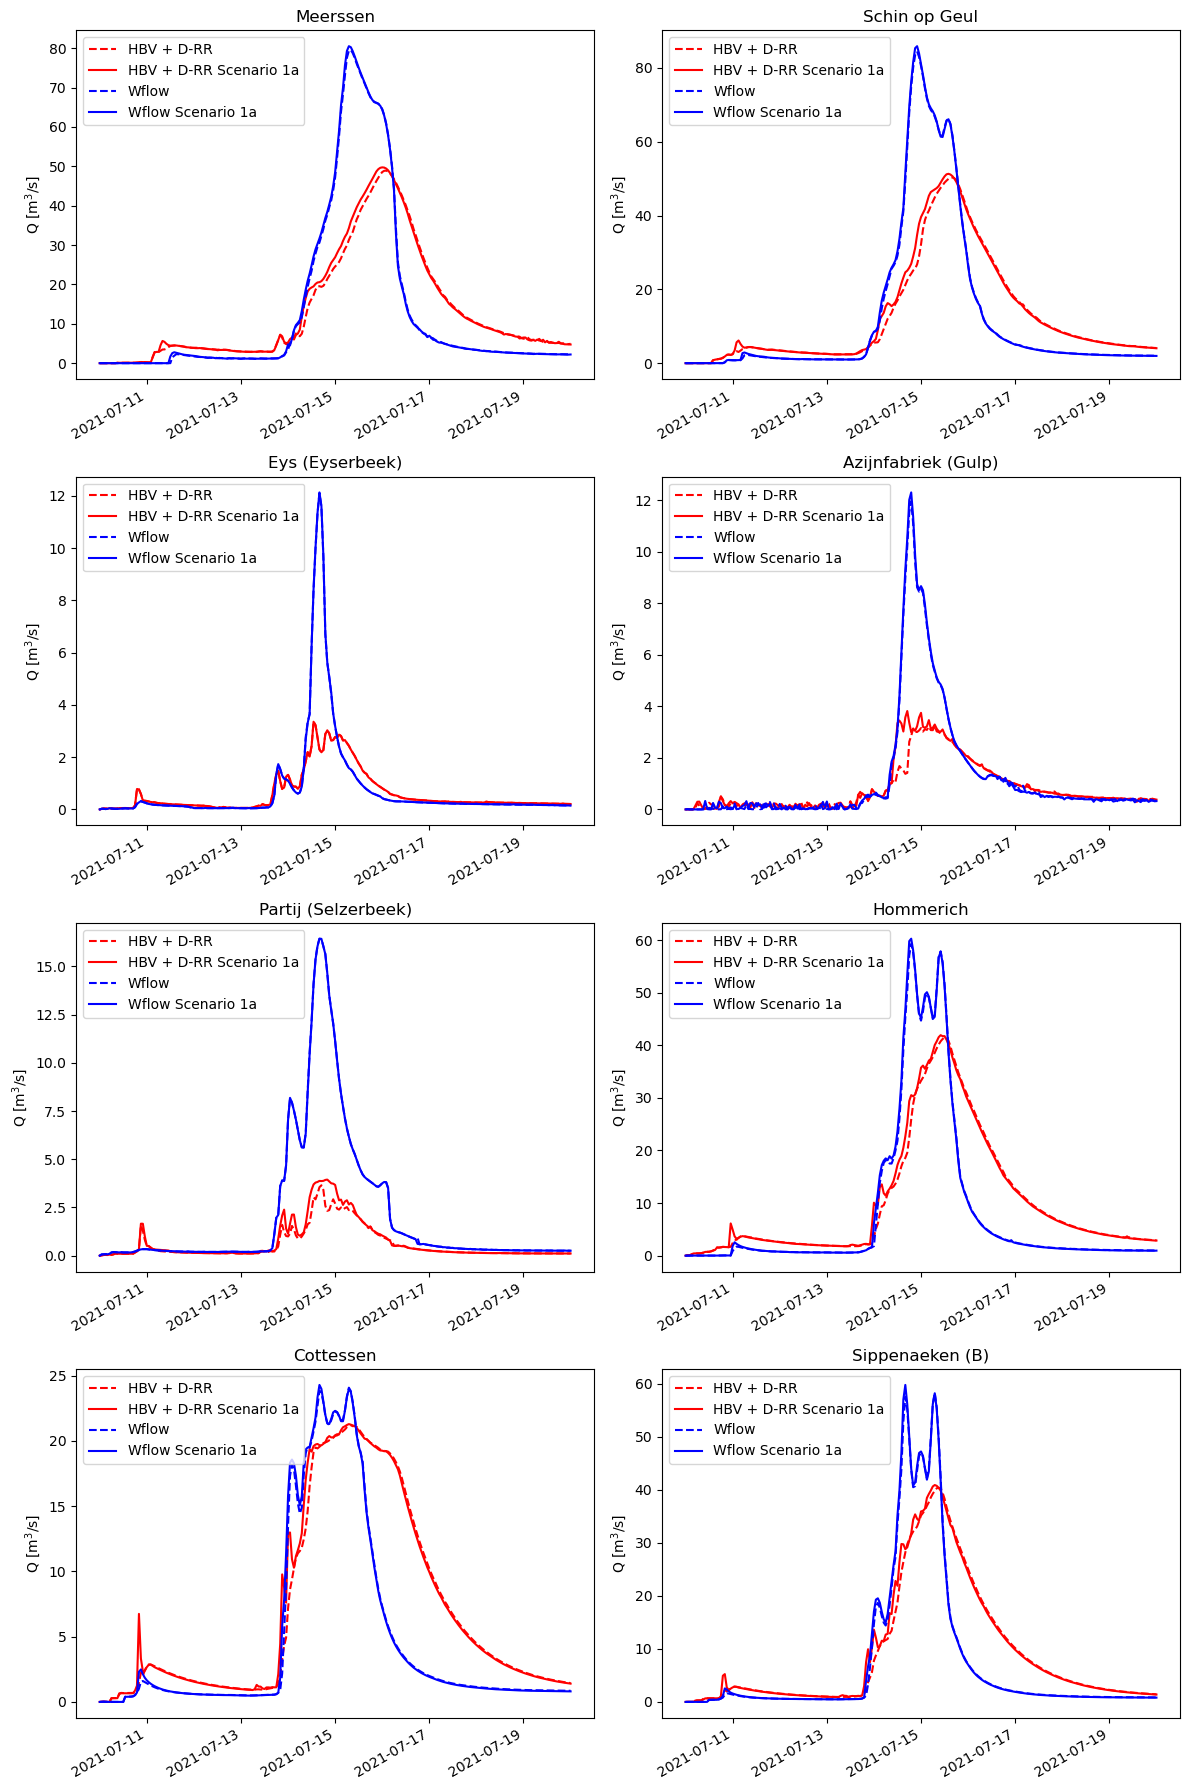 Meerssen
Q [m³/s]
80
70
60
50
40
30
20
10
0
HBV + D-RR
HBV + D-RR Scenario 1a
Wflow
Wflow Scenario 1a
2021-07-11
2021-07-13
2021-07-15
2021-07-17
2021-07-19
Schin op Geul
Q [m³/s]
80
60
40
20
0
HBV + D-RR
HBV + D-RR Scenario 1a
Wflow
Wflow Scenario 1a
2021-07-11
2021-07-13
2021-07-15
2021-07-17
2021-07-19
Eys (Eyserbeek)
Q [m³/s]
12
10
8
6
4
2
0
HBV + D-RR
HBV + D-RR Scenario 1a
Wflow
Wflow Scenario 1a
2021-07-11
2021-07-13
2021-07-15
2021-07-17
2021-07-19
Azijnfabriek (Gulp)
Q [m³/s]
12
10
8
6
4
2
0
HBV + D-RR
HBV + D-RR Scenario 1a
Wflow
Wflow Scenario 1a
2021-07-11
2021-07-13
2021-07-15
2021-07-17
2021-07-19
Partij (Selzerbeek)
Q [m³/s]
15.0
12.5
10.0
7.5
5.0
2.5
0.0
HBV + D-RR
HBV + D-RR Scenario 1a
Wflow
Wflow Scenario 1a
2021-07-11
2021-07-13
2021-07-15
2021-07-17
2021-07-19
Hommerich
Q [m³/s]
60
50
40
30
20
10
0
HBV + D-RR
HBV + D-RR Scenario 1a
Wflow
Wflow Scenario 1a
2021-07-11
2021-07-13
2021-07-15
2021-07-17
2021-07-19
Cottessen
Q [m³/s]
25
20
15
10
5
0
HBV + D-RR
HBV + D-RR Scenario 1a
Wflow
Wflow Scenario 1a
2021-07-11
2021-07-13
2021-07-15
2021-07-17
2021-07-19
Sippenaeken (B)
Q [m³/s]
60
50
40
30
20
10
0
HBV + D-RR
HBV + D-RR Scenario 1a
Wflow
Wflow Scenario 1a
2021-07-11
2021-07-13
2021-07-15
2021-07-17
2021-07-19